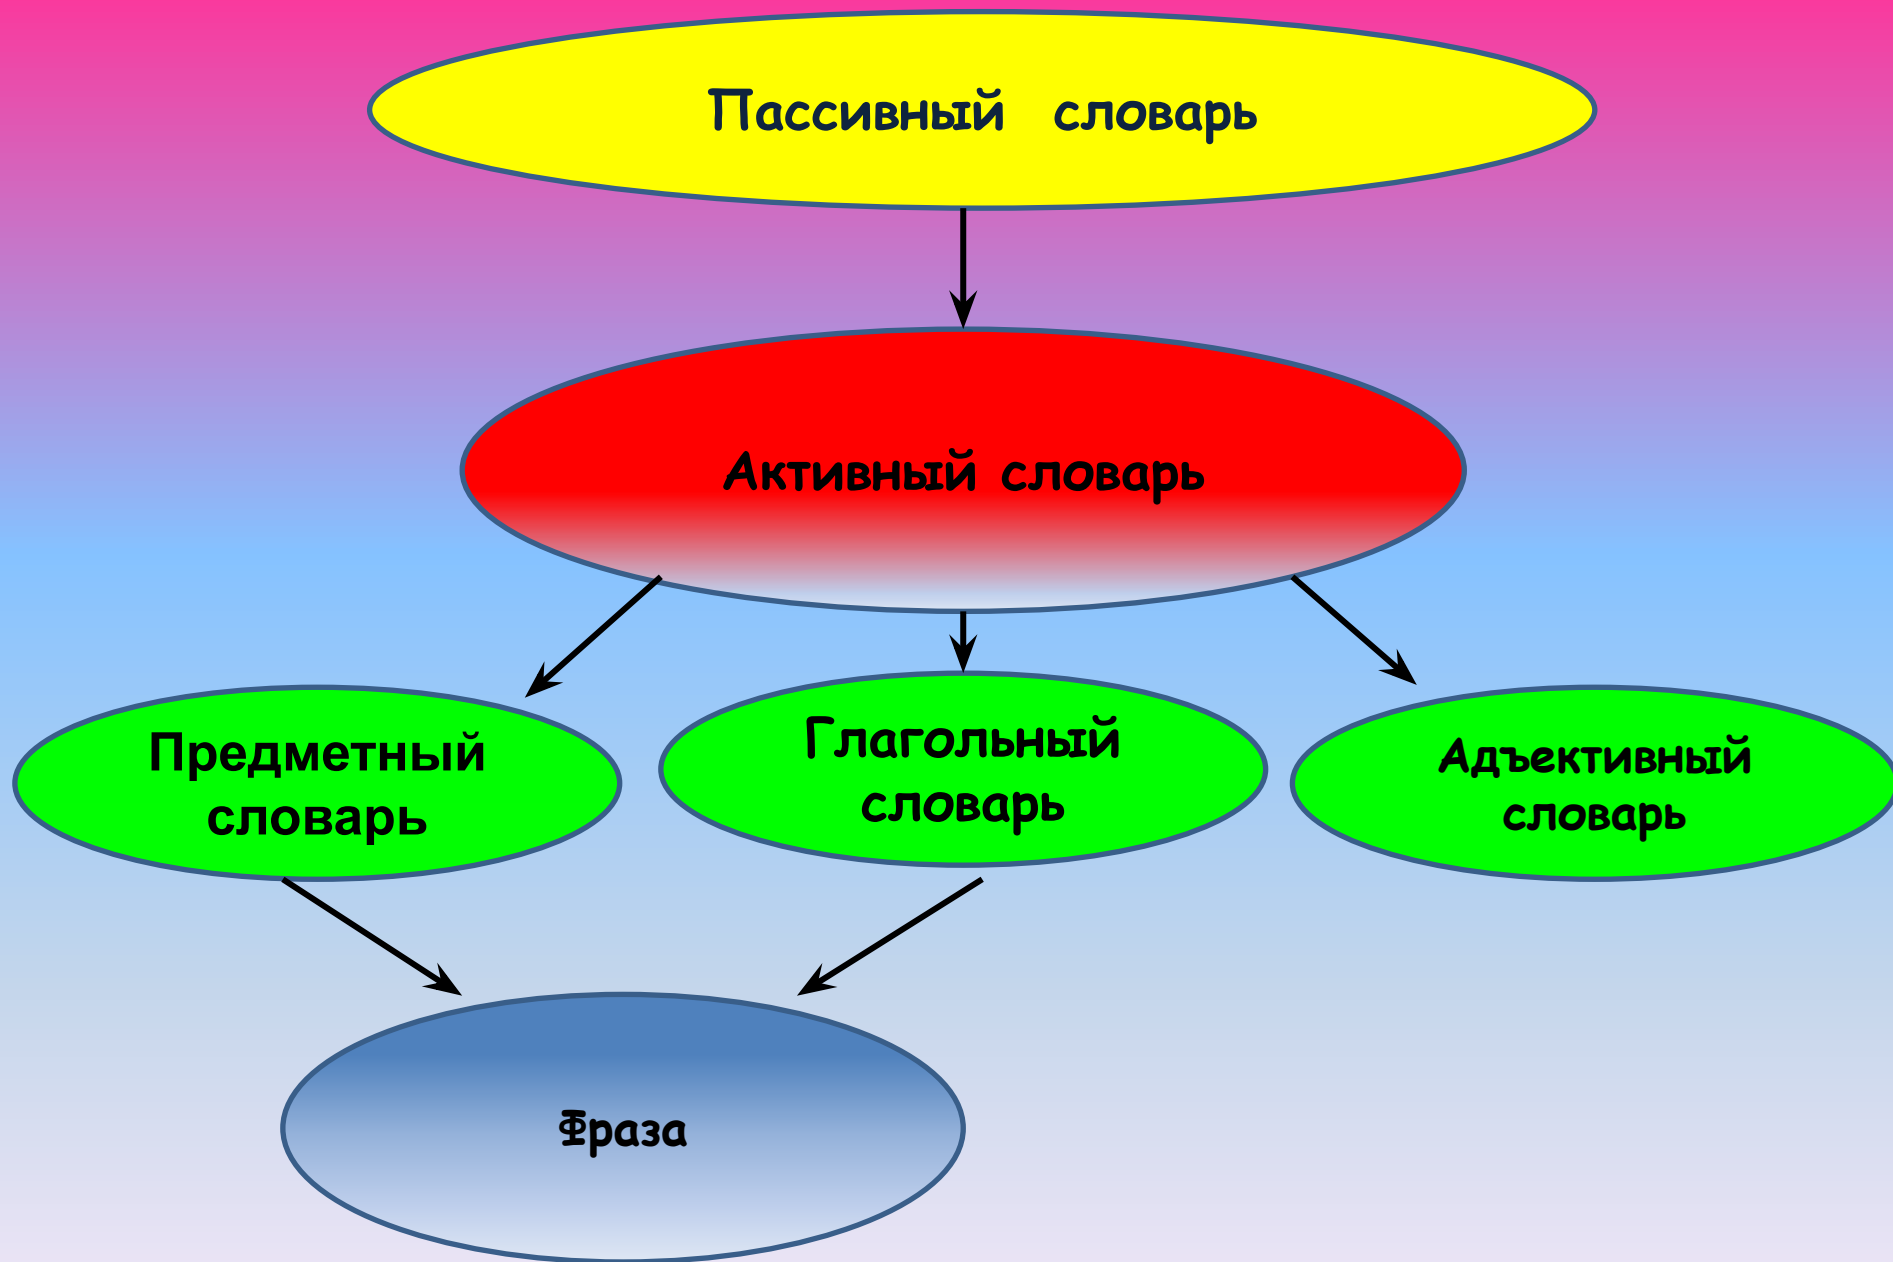 Пассивный словарь
Активный словарь
Предметный
словарь
Глагольный
словарь
Адъективный
словарь
Фраза